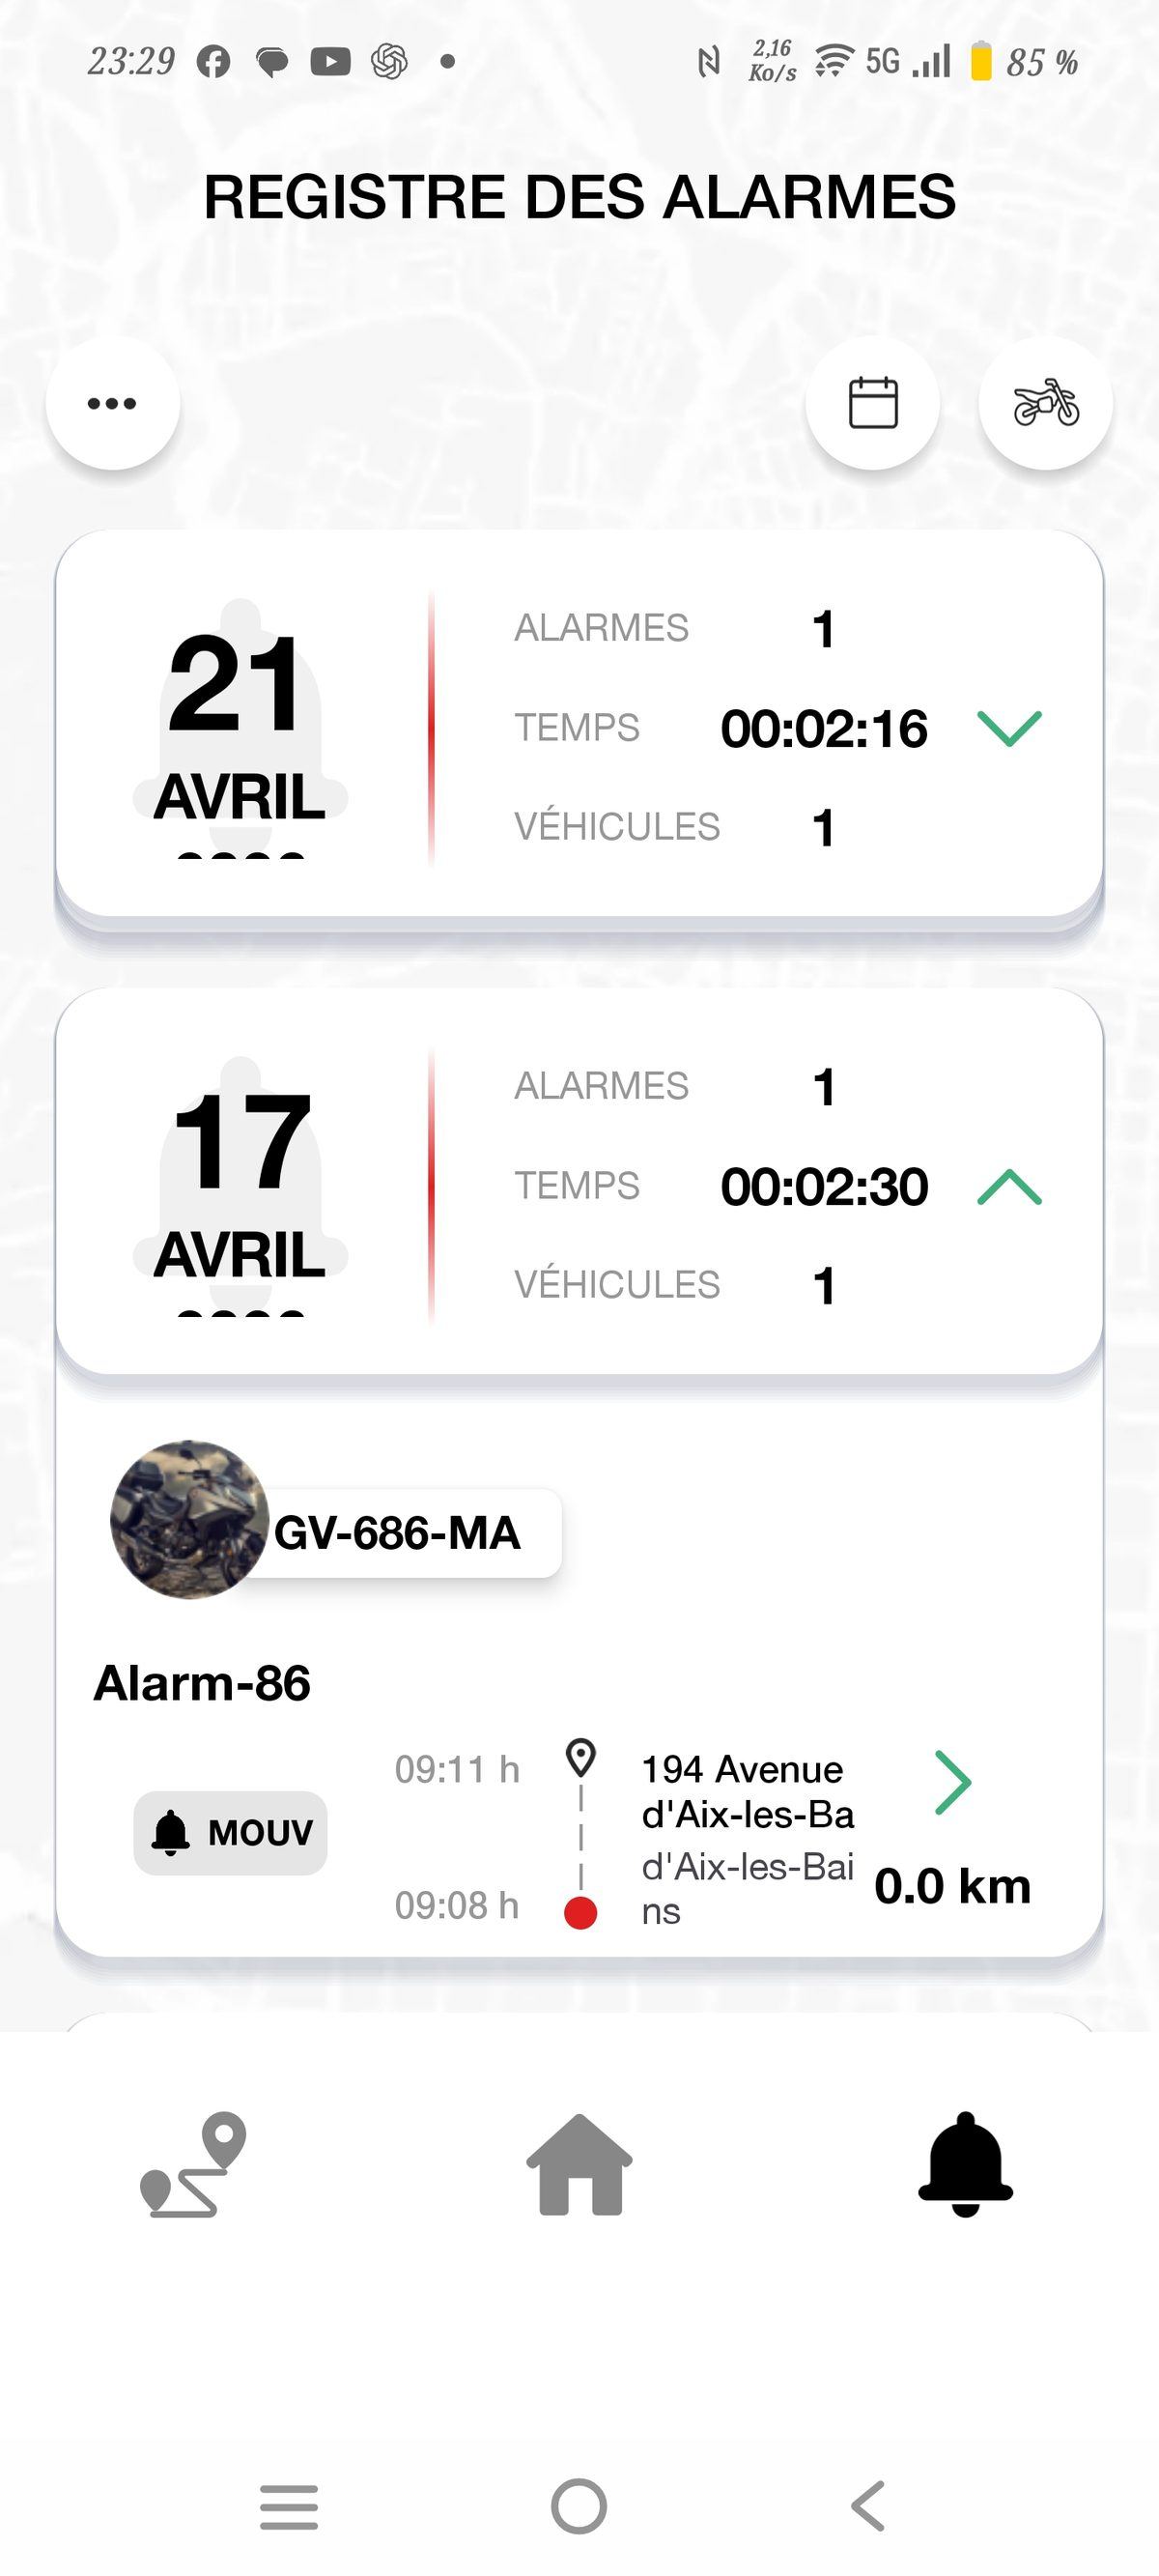 23:29
2,16
Ko/s
5G
85 %
REGISTRE DES ALARMES
21
AVRIL
ALARMES 1
TEMPS 00:02:16
VÉHICULES 1
17
AVRIL
ALARMES 1
TEMPS 00:02:30
VÉHICULES 1
GV-686-MA
Alarm-86
MOUV
09:11 h
194 Avenue
d'Aix-les-Ba
09:08 h
d'Aix-les-Bai
ns
0.0 km